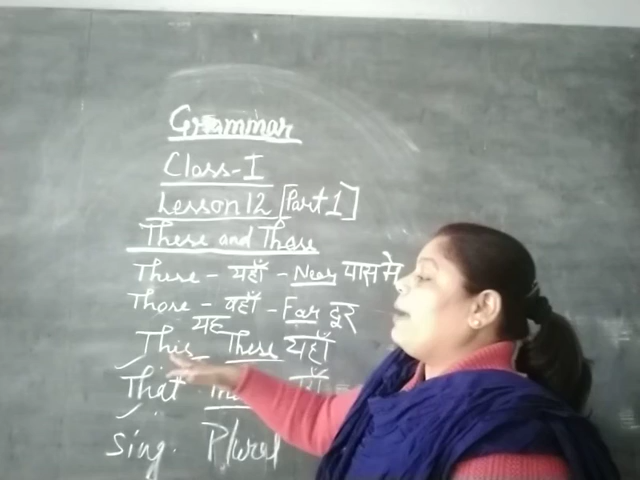 Grammar
Class-I
Lesson 12 [Part 1]
These and Those
These - यहाँ - Near पास में
Those - वहाँ - Far दूर
यह
This These यहाँ
That
Sing. Plural